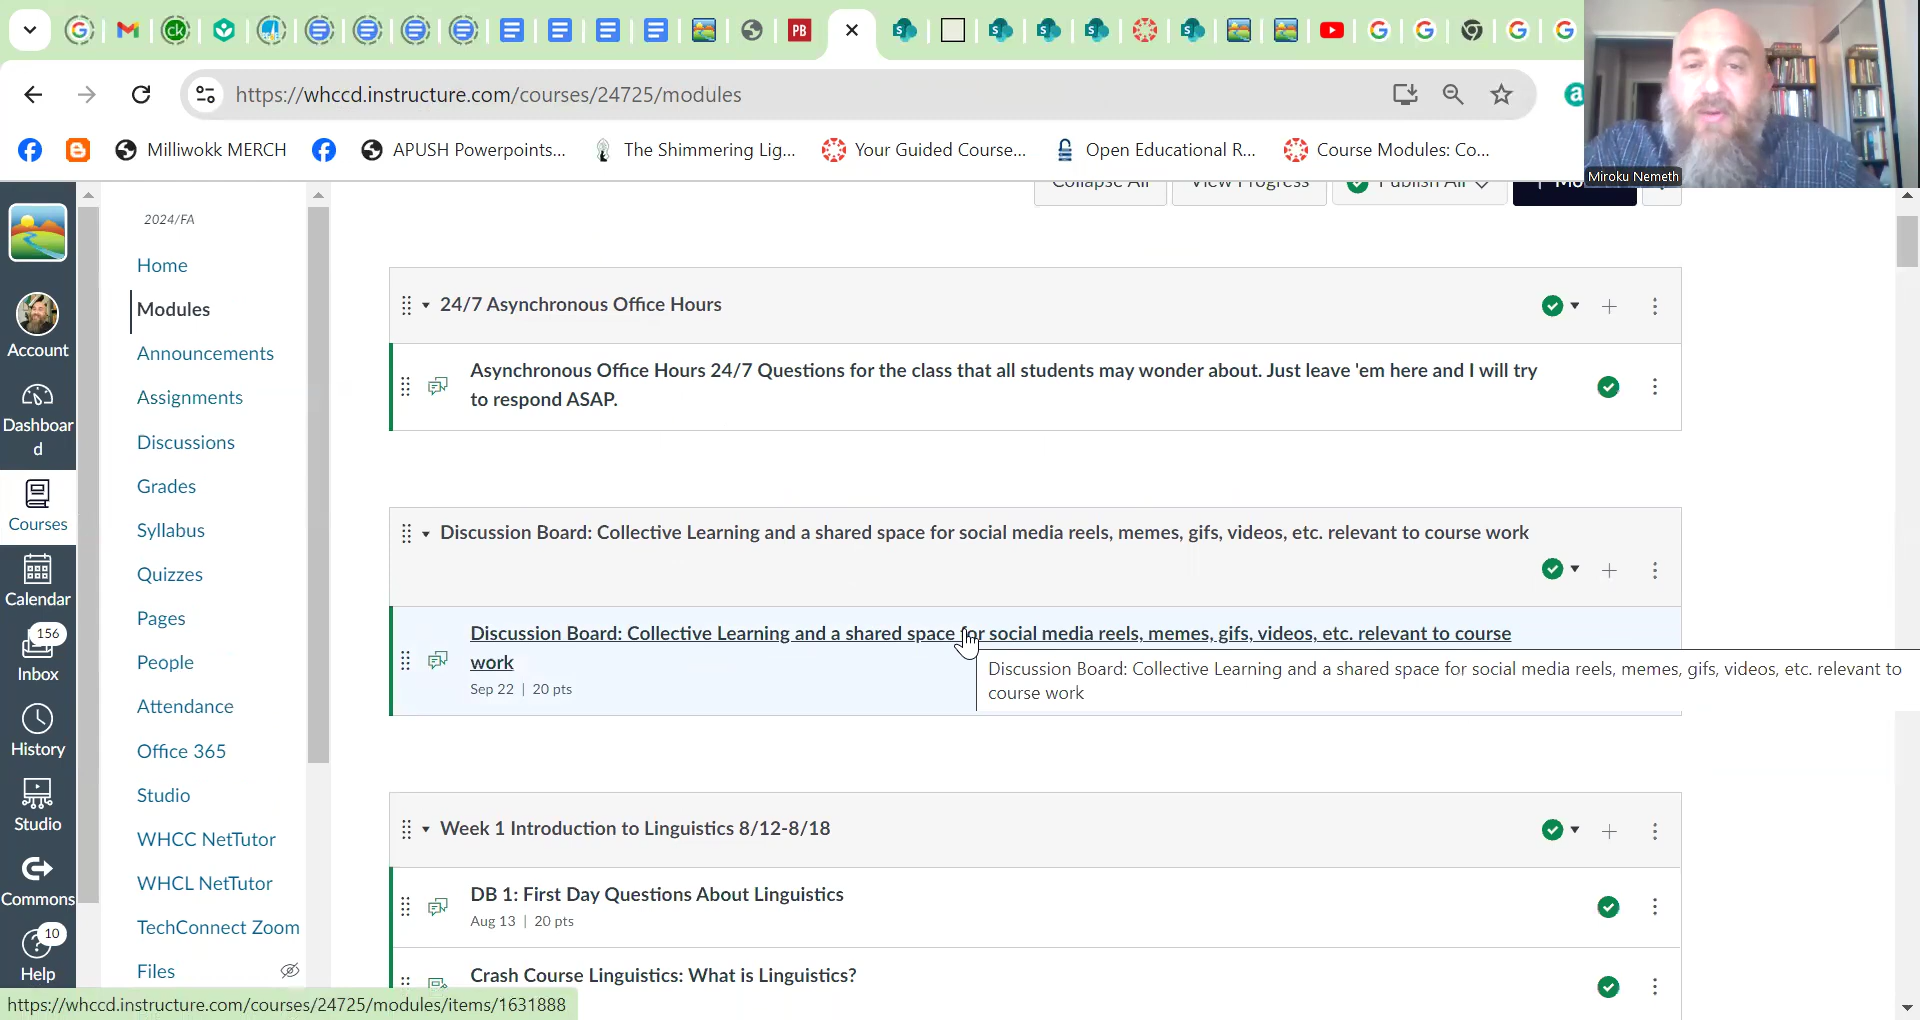 CK
PB
https://whccd.instructure.com/courses/24725/modules
Milliwokk MERCH
APUSH Powerpoints...
The Shimmering Lig...
Your Guided Course...
Open Educational R...
Course Modules: Co...
Miroku Nemeth
Collapse All
View Progress
Publish All
Account
Dashboar
d
Courses
Calendar
156
Inbox
History
Studio
Commons
10
Help
2024/FA
Home
Modules
Announcements
Assignments
Discussions
Grades
Syllabus
Quizzes
Pages
People
Attendance
Office 365
Studio
WHCC NetTutor
WHCL NetTutor
TechConnect Zoom
Files
24/7 Asynchronous Office Hours
Asynchronous Office Hours 24/7 Questions for the class that all students may wonder about. Just leave 'em here and I will try
to respond ASAP.
Discussion Board: Collective Learning and a shared space for social media reels, memes, gifs, videos, etc. relevant to course work
Discussion Board: Collective Learning and a shared space for social media reels, memes, gifs, videos, etc. relevant to course
work
Sep 22 | 20 pts
Discussion Board: Collective Learning and a shared space for social media reels, memes, gifs, videos, etc. relevant to
course work
Week 1 Introduction to Linguistics 8/12-8/18
DB 1: First Day Questions About Linguistics
Aug 13 | 20 pts
Crash Course Linguistics: What is Linguistics?
https://whccd.instructure.com/courses/24725/modules/items/1631888